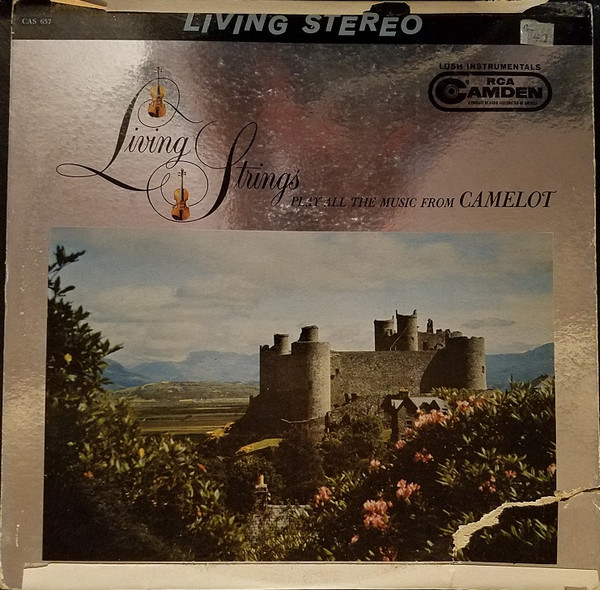 CAS 657
LIVING STEREO
LUSH INSTRUMENTALS
RCA
CAMDEN
Living
Strings
PLAY ALL THE MUSIC FROM CAMELOT